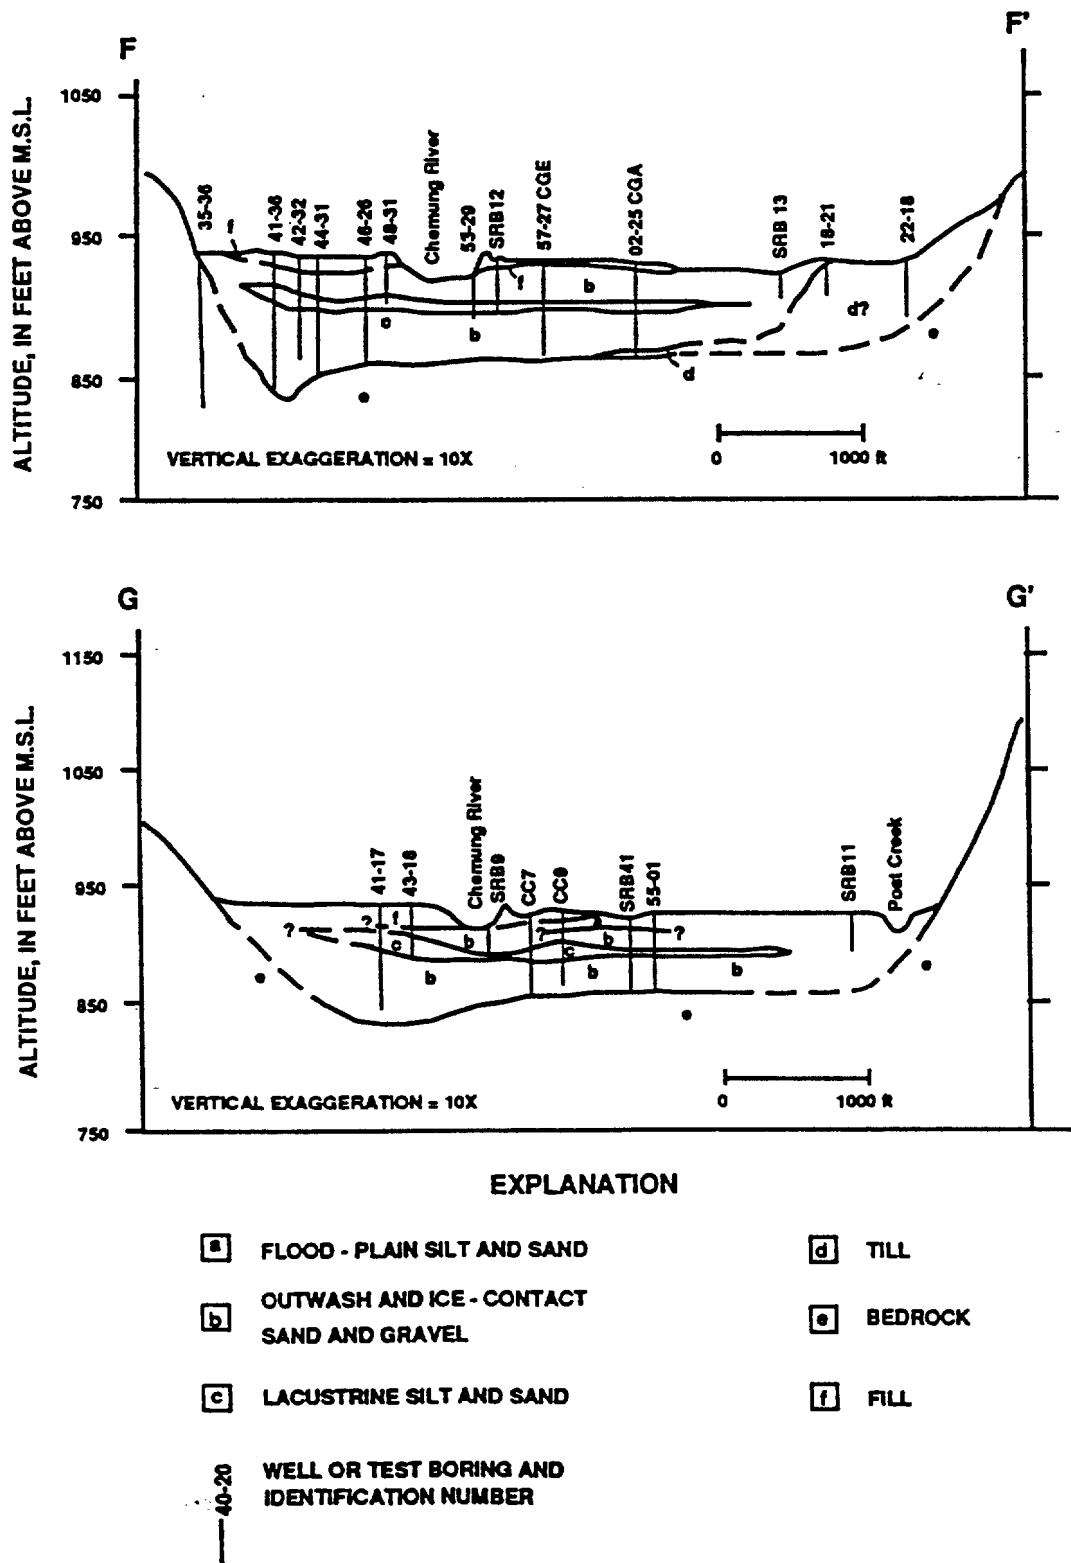 F
F'
ALTITUDE, IN FEET ABOVE M.S.L.
1050
950
850
750
35-36
f
41-36
42-32
44-31
46-26
48-31
Chemung River
53-29
SRB12
57-27 CGE
02-25 CGA
SRB 13
18-21
22-18
f
b
c
b
d?
e
d
e
VERTICAL EXAGGERATION = 10X
0
1000 ft
G
G'
ALTITUDE, IN FEET ABOVE M.S.L.
1150
1050
950
850
750
41-17
43-18
Chemung River
SRB9
CC7
CC9
SRB41
55-01
SRB11
Post Creek
?
?
f
a
b
?
b
?
c
c
e
b
b
b
e
e
VERTICAL EXAGGERATION = 10X
0
1000 ft
EXPLANATION
a FLOOD - PLAIN SILT AND SAND
d TILL
b OUTWASH AND ICE - CONTACT
SAND AND GRAVEL
e BEDROCK
c LACUSTRINE SILT AND SAND
f FILL
40-20
WELL OR TEST BORING AND
IDENTIFICATION NUMBER